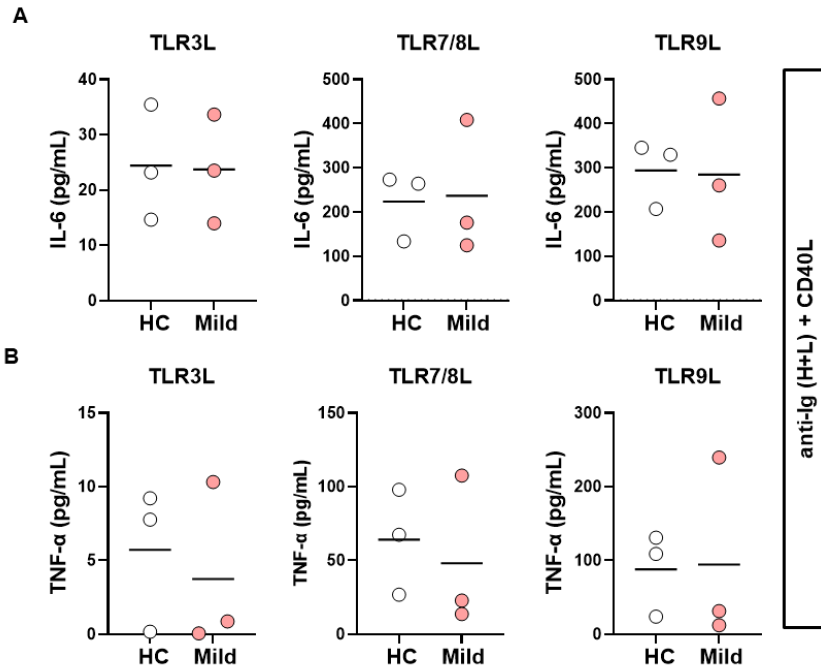 A
TLR3L
TLR7/8L
TLR9L
IL-6 (pg/mL)
40
30
20
10
0
HC
Mild
IL-6 (pg/mL)
500
400
300
200
100
0
HC
Mild
IL-6 (pg/mL)
500
400
300
200
100
0
HC
Mild
B
TLR3L
TLR7/8L
TLR9L
TNF-α (pg/mL)
15
10
5
0
HC
Mild
TNF-α (pg/mL)
150
100
50
0
HC
Mild
TNF-α (pg/mL)
300
200
100
0
HC
Mild
anti-Ig (H+L) + CD40L